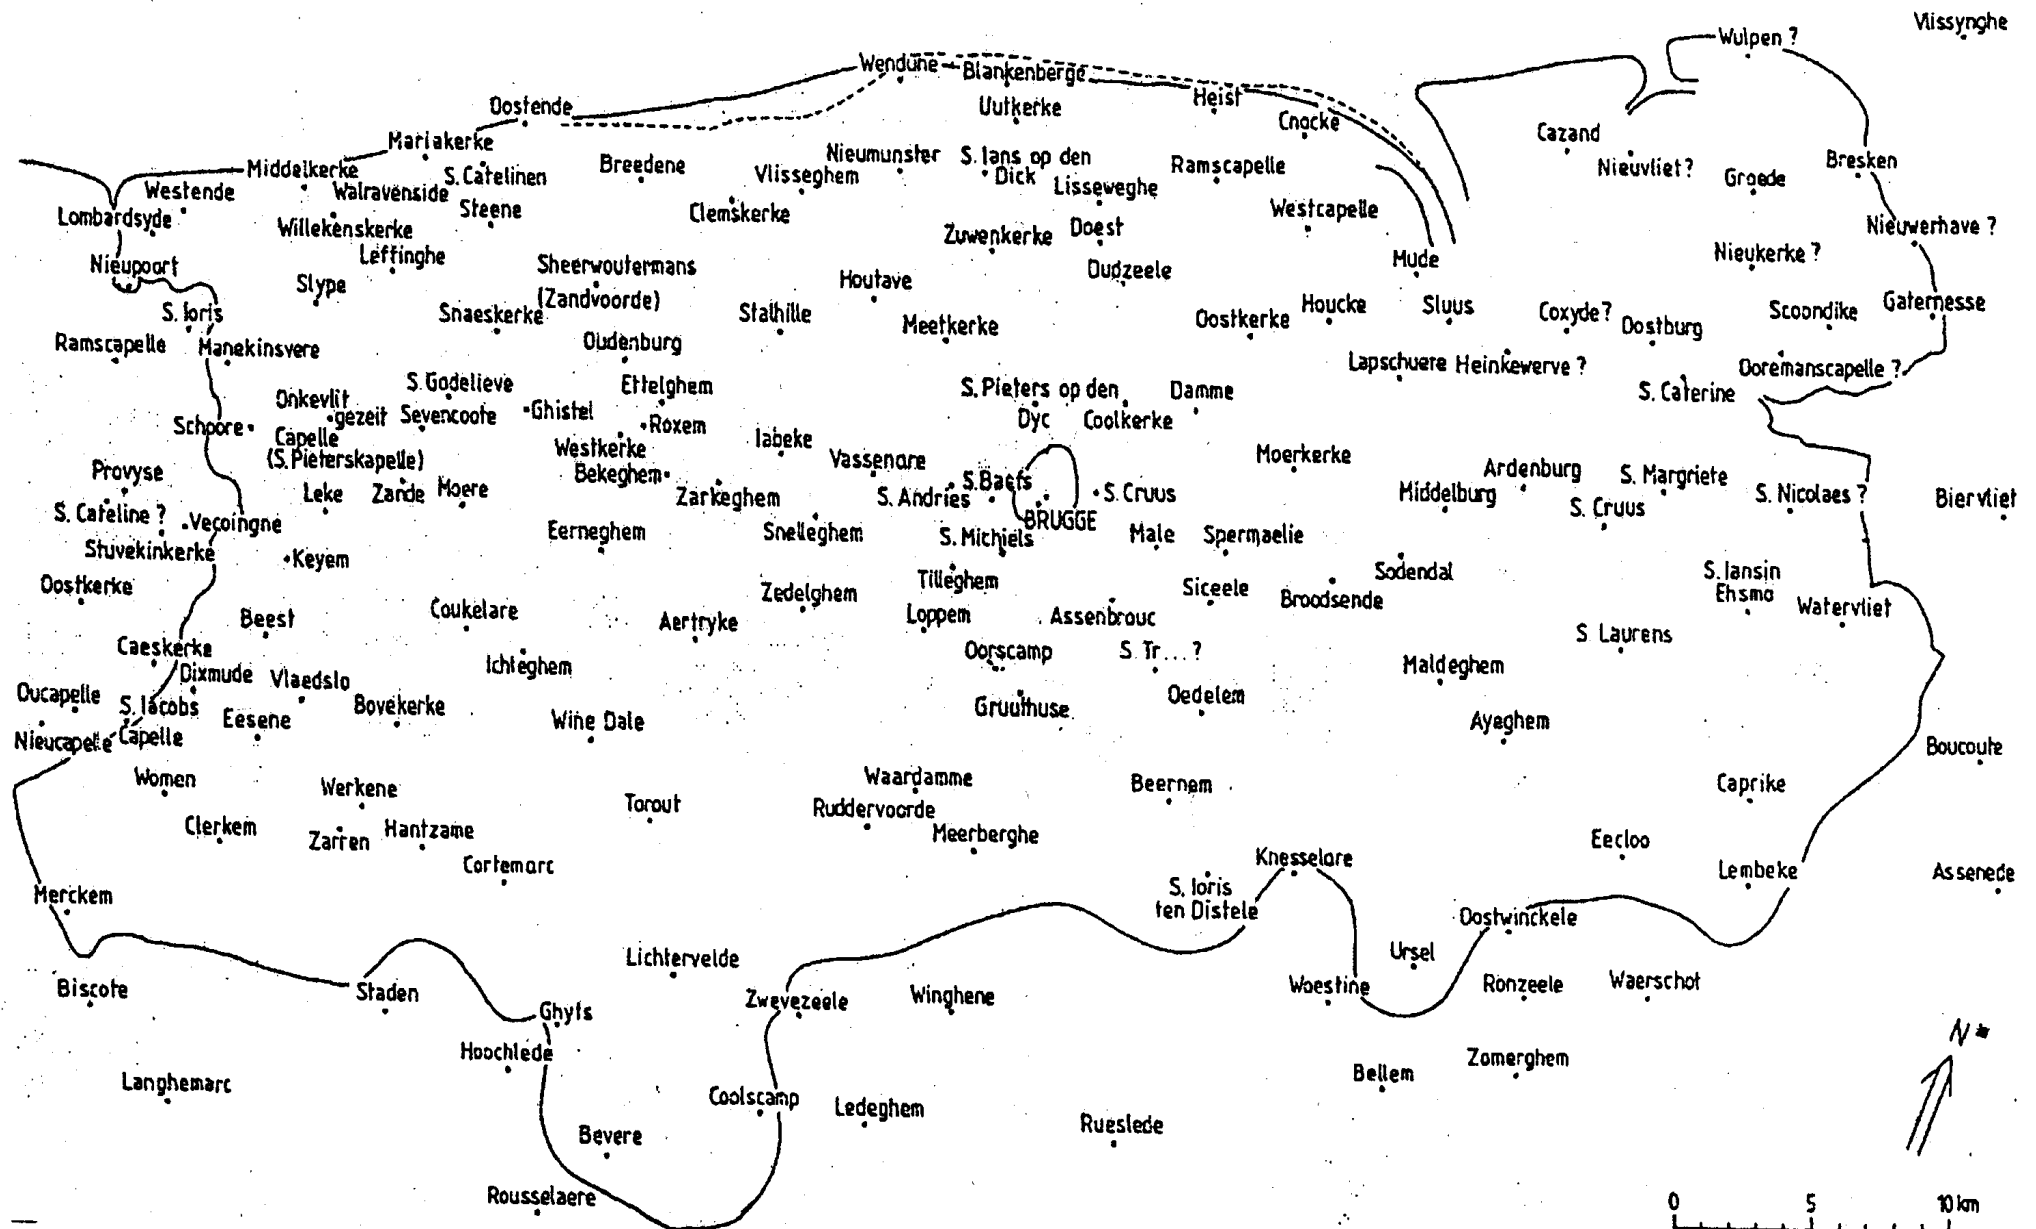 Vlissynghe
Wulpen ?
Wendune
Blankenberge
Oostende
Uutkerke
Heist
Cnocke
Mariakerke
Cazand
Middelkerke
S. Catelinen
Breedene
Vlisseghem
Nieumunster
S. Ians op den
Dick
Ramscapelle
Nieuvliet?
Groede
Bresken
Westende
Walravenside
Lisseweghe
Lombardsyde
Steene
Clemskerke
Westcapelle
Willekenskerke
Zuwenkerke
Doest
Nieuwerhave ?
Leffinghe
Nieupoort
Sheerwoutermans
(Zandvoorde)
Oudzeele
Mude
Nieukerke ?
Slype
Houtave
S. Ioris
Snaeskerke
Stalhille
Meetkerke
Oostkerke
Houcke
Sluus
Coxyde?
Oostburg
Scoondike
Gaternesse
Ramscapelle
Manekinsvere
Oudenburg
Lapschuere
Heinkewerve ?
Ooremanscapelle ?
S. Godelieve
Ettelghem
S. Pieters op den
Dyc
Damme
S. Caterine
Onkevlit
gezeit
Capelle
(S. Pieterskapelle)
Sevencoote
Ghistel
Roxem
Coolkerke
Schoore
Westkerke
Iabeke
Vassenare
Moerkerke
Provyse
Bekeghem
S. Baefs
Ardenburg
S. Margriete
Leke
Zande
Moere
Zarkeghem
S. Andries
S. Cruus
Middelburg
S. Nicolaes ?
Biervliet
S. Cateline ?
Vecoingne
BRUGGE
S. Cruus
Stuvekinkerke
Keyem
Eerneghem
Snelleghem
S. Michiels
Male
Spermaelie
Oostkerke
Zedelghem
Tilleghem
Siceele
Sodendal
S. Iansin
Ehsmo
Beest
Coukelare
Aertryke
Loppem
Assenbrouc
Broodsende
Watervliet
Caeskerke
Ichteghem
Oorscamp
S. Tr...?
S Laurens
Dixmude
Vlaedslo
Maldeghem
Oucapelle
S. Iacobs
Capelle
Eesene
Bovekerke
Wine Dale
Gruuthuse
Oedelem
Ayeghem
Nieucapelle
Boucoute
Women
Werkene
Torout
Waardamme
Beernem
Caprike
Clerkem
Zarren
Hantzame
Ruddervoorde
Meerberghe
Eecloo
Cortemarc
Knesselare
Lembeke
Assenede
Merckem
S. Ioris
ten Distele
Oostwinckele
Lichtervelde
Ursel
Biscote
Staden
Zwevezeele
Winghene
Woestine
Ronzeele
Waerschot
Ghyts
Hoochlede
N
Langhemarc
Coolscamp
Ledeghem
Bellem
Zomerghem
Bevere
Rueslede
Rousselaere
0 5 10 km